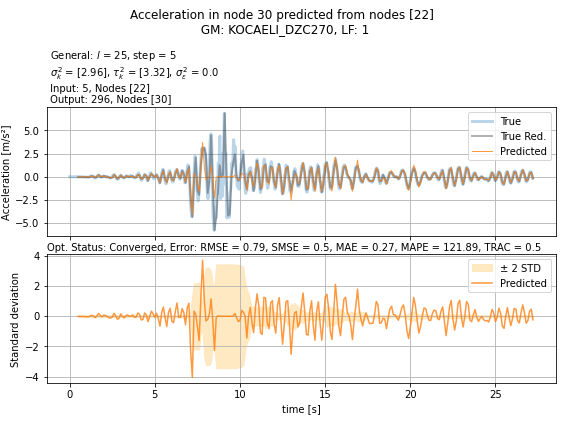 Acceleration in node 30 predicted from nodes [22]
GM: KOCAELI_DZC270, LF: 1
General: l = 25, step = 5
σ²ₖ = [2.96], τ²ₖ = [3.32], σ²ₑ = 0.0
Input: 5, Nodes [22]
Output: 296, Nodes [30]
Acceleration [m/s²]
5.0
2.5
0.0
−2.5
−5.0
True
True Red.
Predicted
Opt. Status: Converged, Error: RMSE = 0.79, SMSE = 0.5, MAE = 0.27, MAPE = 121.89, TRAC = 0.5
Standard deviation
4
2
0
−2
−4
± 2 STD
Predicted
0 5 10 15 20 25
time [s]